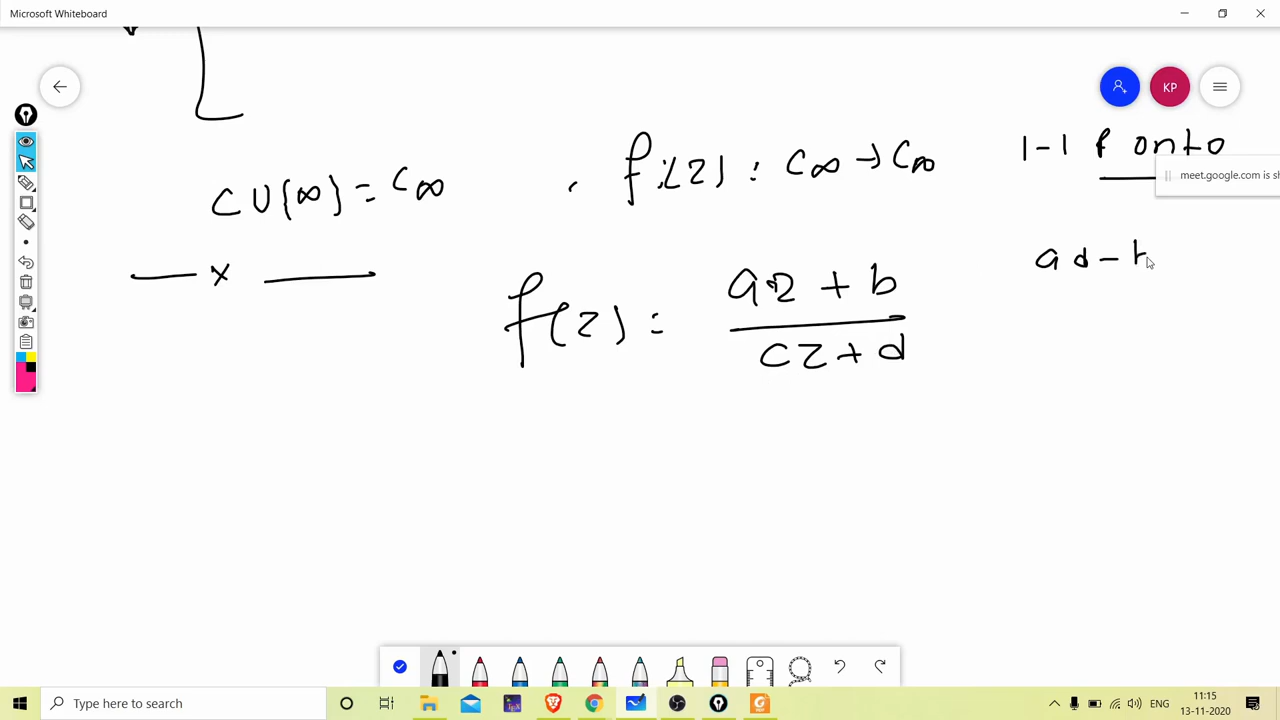 Microsoft Whiteboard
KP
1-1 f onto
meet.google.com is sh
C U {∞} = C∞ , f:(z) : C∞ → C∞
ad - b
f(z) = az + b
cz + d
Type here to search
ENG
11:15
13-11-2020